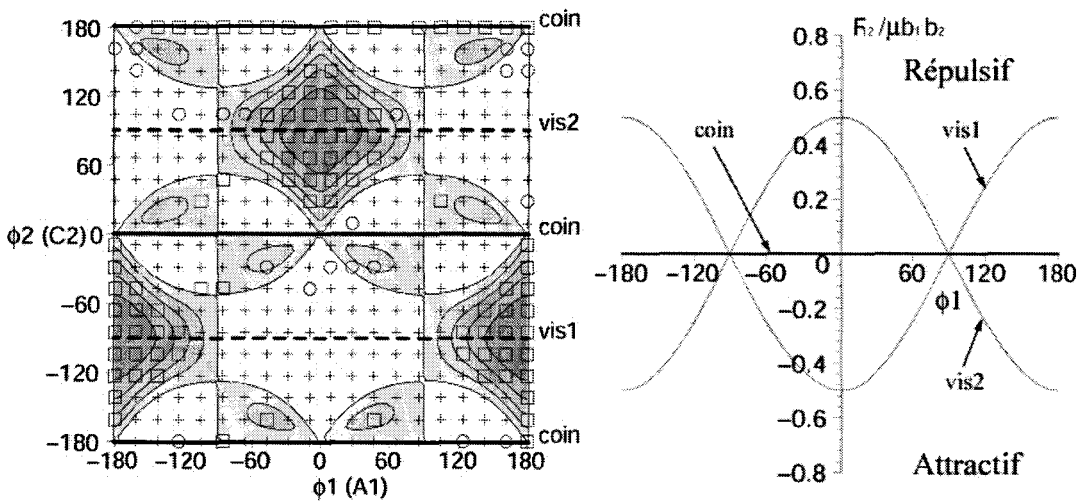 180
120
60
0
-60
-120
-180
ϕ2 (C2)
-180 -120 -60 0 60 120 180
ϕ1 (A1)
coin
vis2
coin
vis1
coin
F₁₂/μb₁b₂
0.8
0.6
0.4
0.2
0
-0.2
-0.4
-0.6
-0.8
Répulsif
coin
vis1
-180 -120 -60 60 120 180
ϕ1
vis2
Attractif